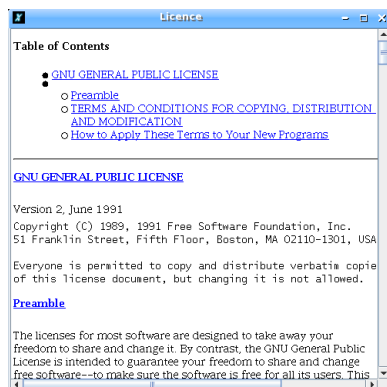 Licence
Table of Contents
GNU GENERAL PUBLIC LICENSE
Preamble
TERMS AND CONDITIONS FOR COPYING, DISTRIBUTION
AND MODIFICATION
How to Apply These Terms to Your New Programs
GNU GENERAL PUBLIC LICENSE
Version 2, June 1991
Copyright (C) 1989, 1991 Free Software Foundation, Inc.
51 Franklin Street, Fifth Floor, Boston, MA 02110-1301, USA
Everyone is permitted to copy and distribute verbatim copie
of this license document, but changing it is not allowed.
Preamble
The licenses for most software are designed to take away your
freedom to share and change it. By contrast, the GNU General Public
License is intended to guarantee your freedom to share and change
free software--to make sure the software is free for all its users. This